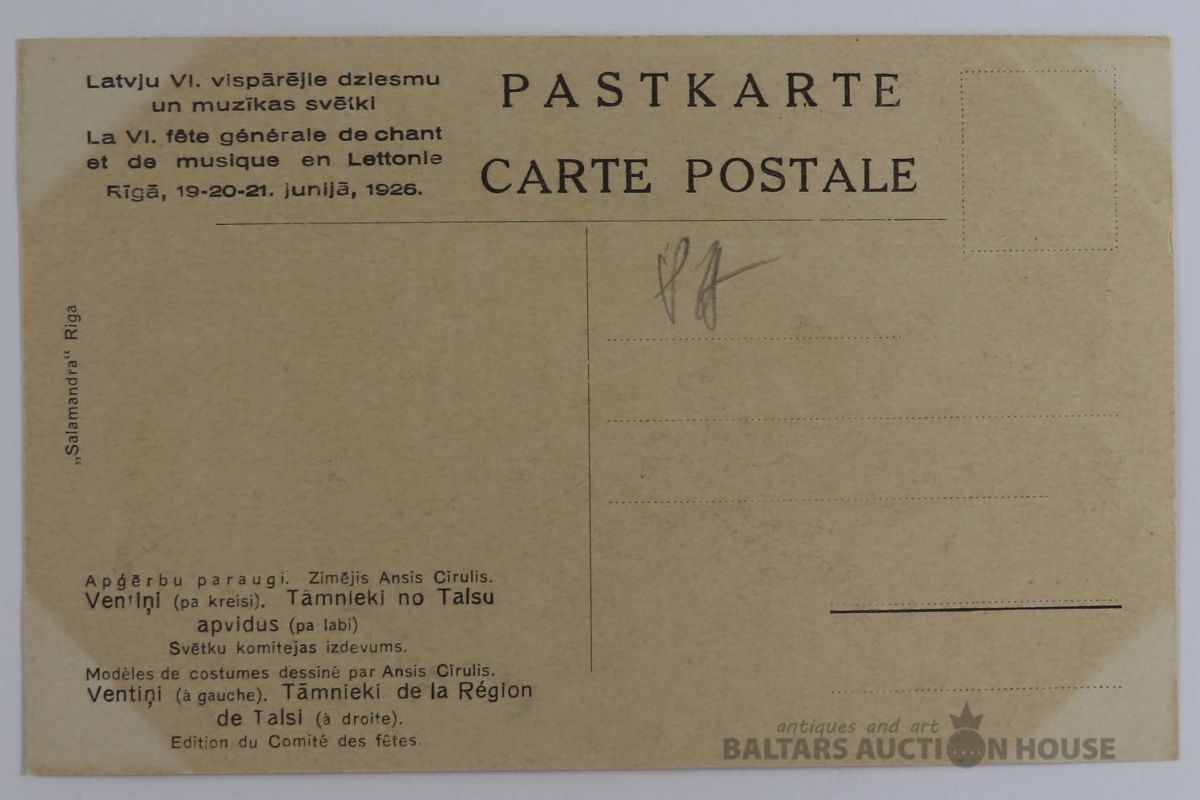 Latvju VI. vispārējie dziesmu
un muzīkas svētki
La VI. fête générale de chant
et de musique en Lettonie
Rīgā, 19-20-21. junijā, 1926.
PASTKARTE
CARTE POSTALE
„Salamandra“ Riga
Apģērbu paraugi. Zimējis Ansis Cīrulis.
Ventiņi (pa kreisi). Tāmnieki no Talsu
apvidus (pa labi)
Svētku komitejas izdevums.
Modèles de costumes dessiné par Ansis Cīrulis.
Ventiņi (à gauche). Tāmnieki de la Région
de Talsi (à droite).
Edition du Comité des fêtes.
antiques and art
BALTARS AUCTION HOUSE